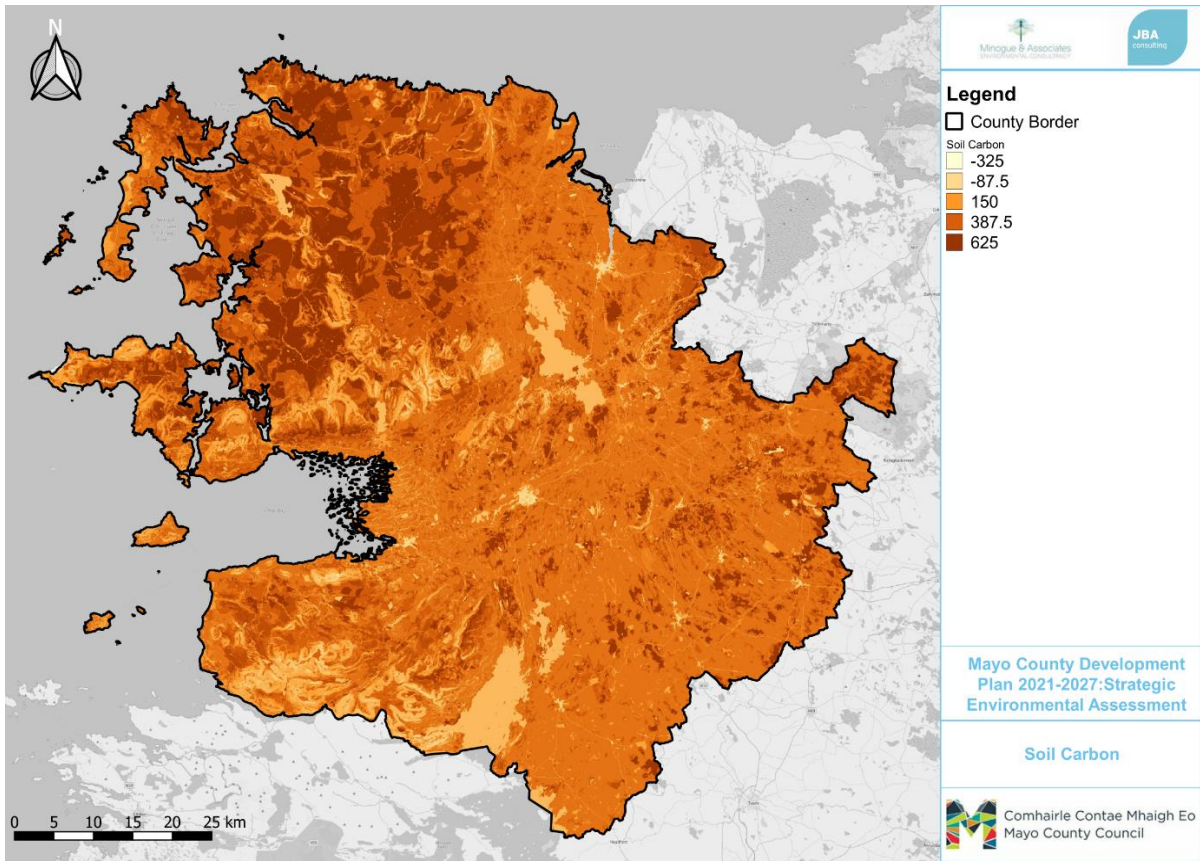 N
Minogue & Associates
ENVIRONMENTAL CONSULTANCY
JBA
consulting
Legend
County Border
Soil Carbon
-325
-87.5
150
387.5
625
0 5 10 15 20 25 km
Mayo County Development
Plan 2021-2027:Strategic
Environmental Assessment
Soil Carbon
Comhairle Contae Mhaigh Eo
Mayo County Council